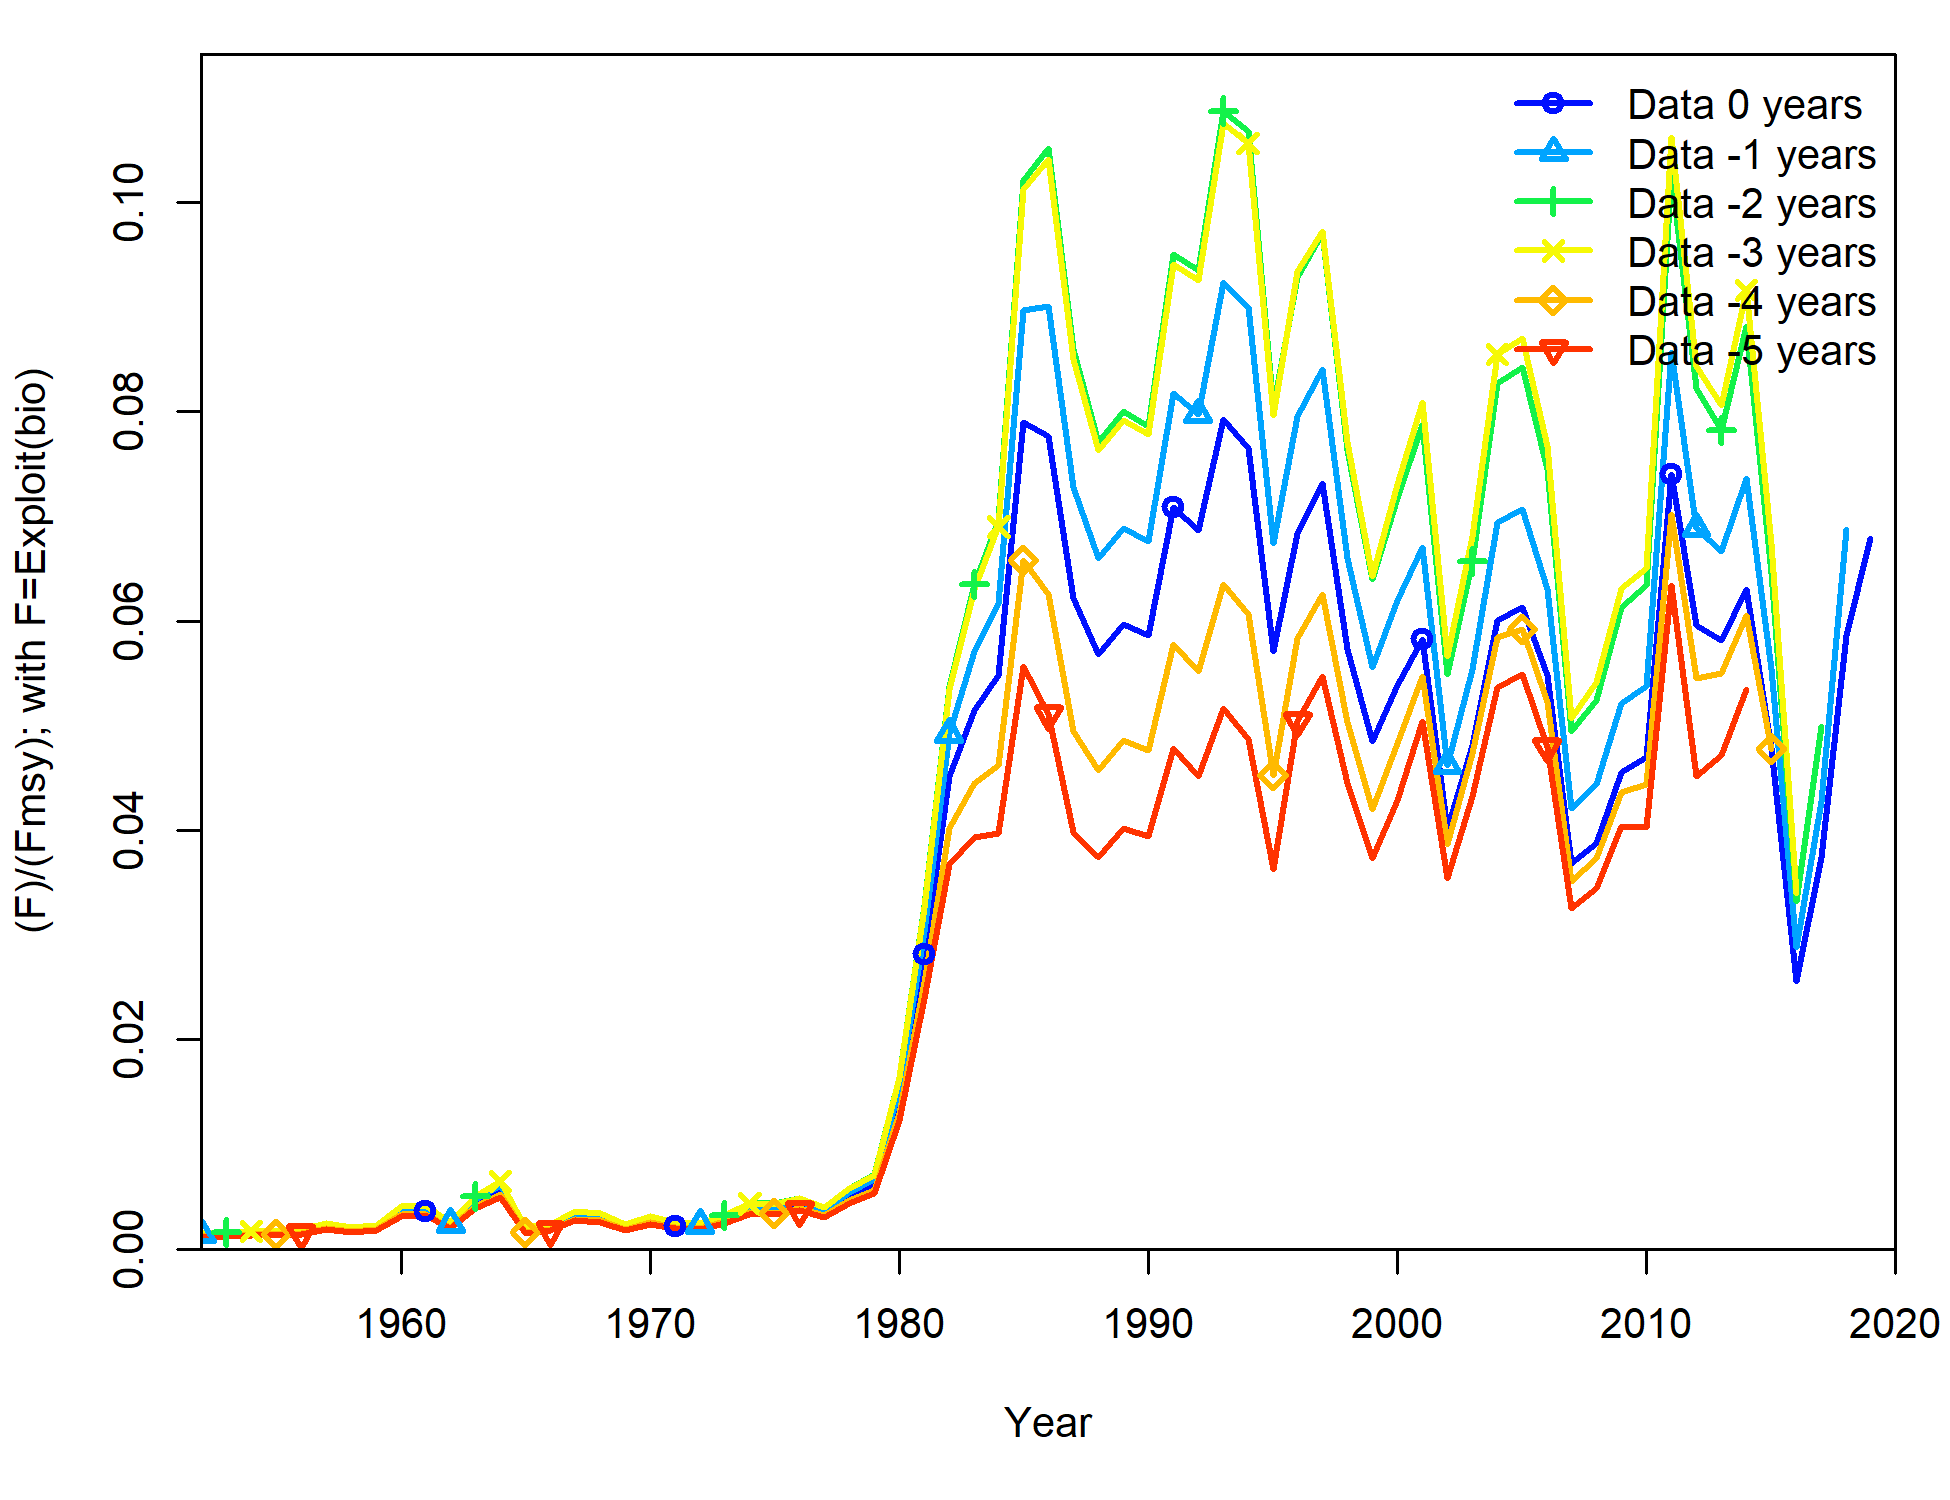 Data 0 years
Data -1 years
Data -2 years
Data -3 years
Data -4 years
Data -5 years
(F)/(Fmsy); with F=Exploit(bio)
0.10
0.08
0.06
0.04
0.02
0.00
1960 1970 1980 1990 2000 2010 2020
Year